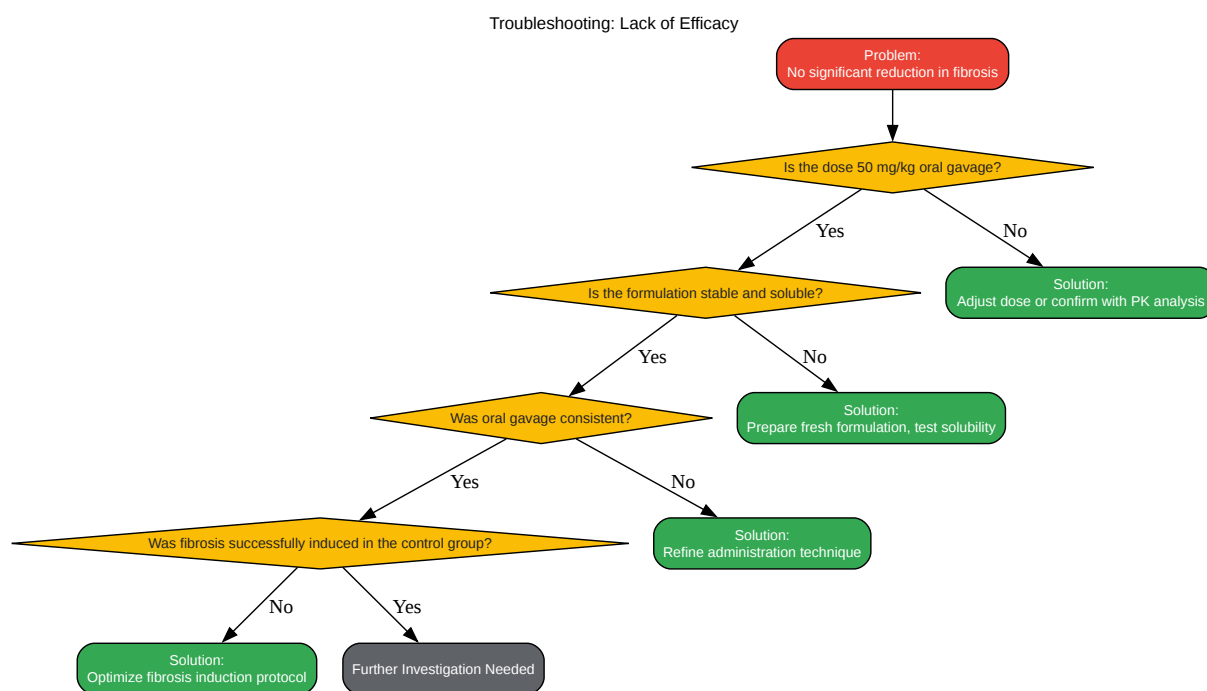 Troubleshooting: Lack of Efficacy
Problem:
No significant reduction in fibrosis
Is the dose 50 mg/kg oral gavage?
Yes
No
Is the formulation stable and soluble?
Solution:
Adjust dose or confirm with PK analysis
Yes
No
Was oral gavage consistent?
Solution:
Prepare fresh formulation, test solubility
Yes
No
Was fibrosis successfully induced in the control group?
Solution:
Refine administration technique
No
Yes
Solution:
Optimize fibrosis induction protocol
Further Investigation Needed